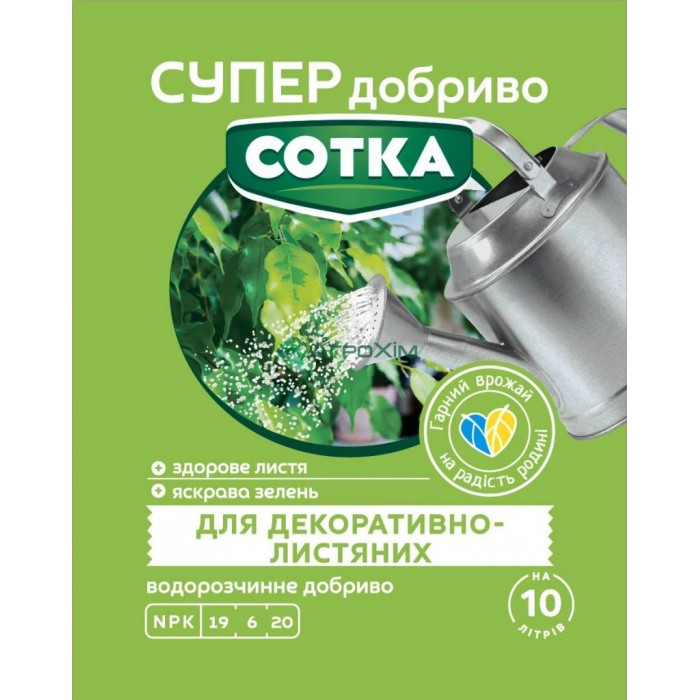 СУПЕР добриво
СОТКА
АГРОХІМ
Гарний врожай
на радість родині
+ здорове листя
+ яскрава зелень
ДЛЯ ДЕКОРАТИВНО-
ЛИСТЯНИХ
водорозчинне добриво
NPK 19 6 20
НА
10
ЛІТРІВ